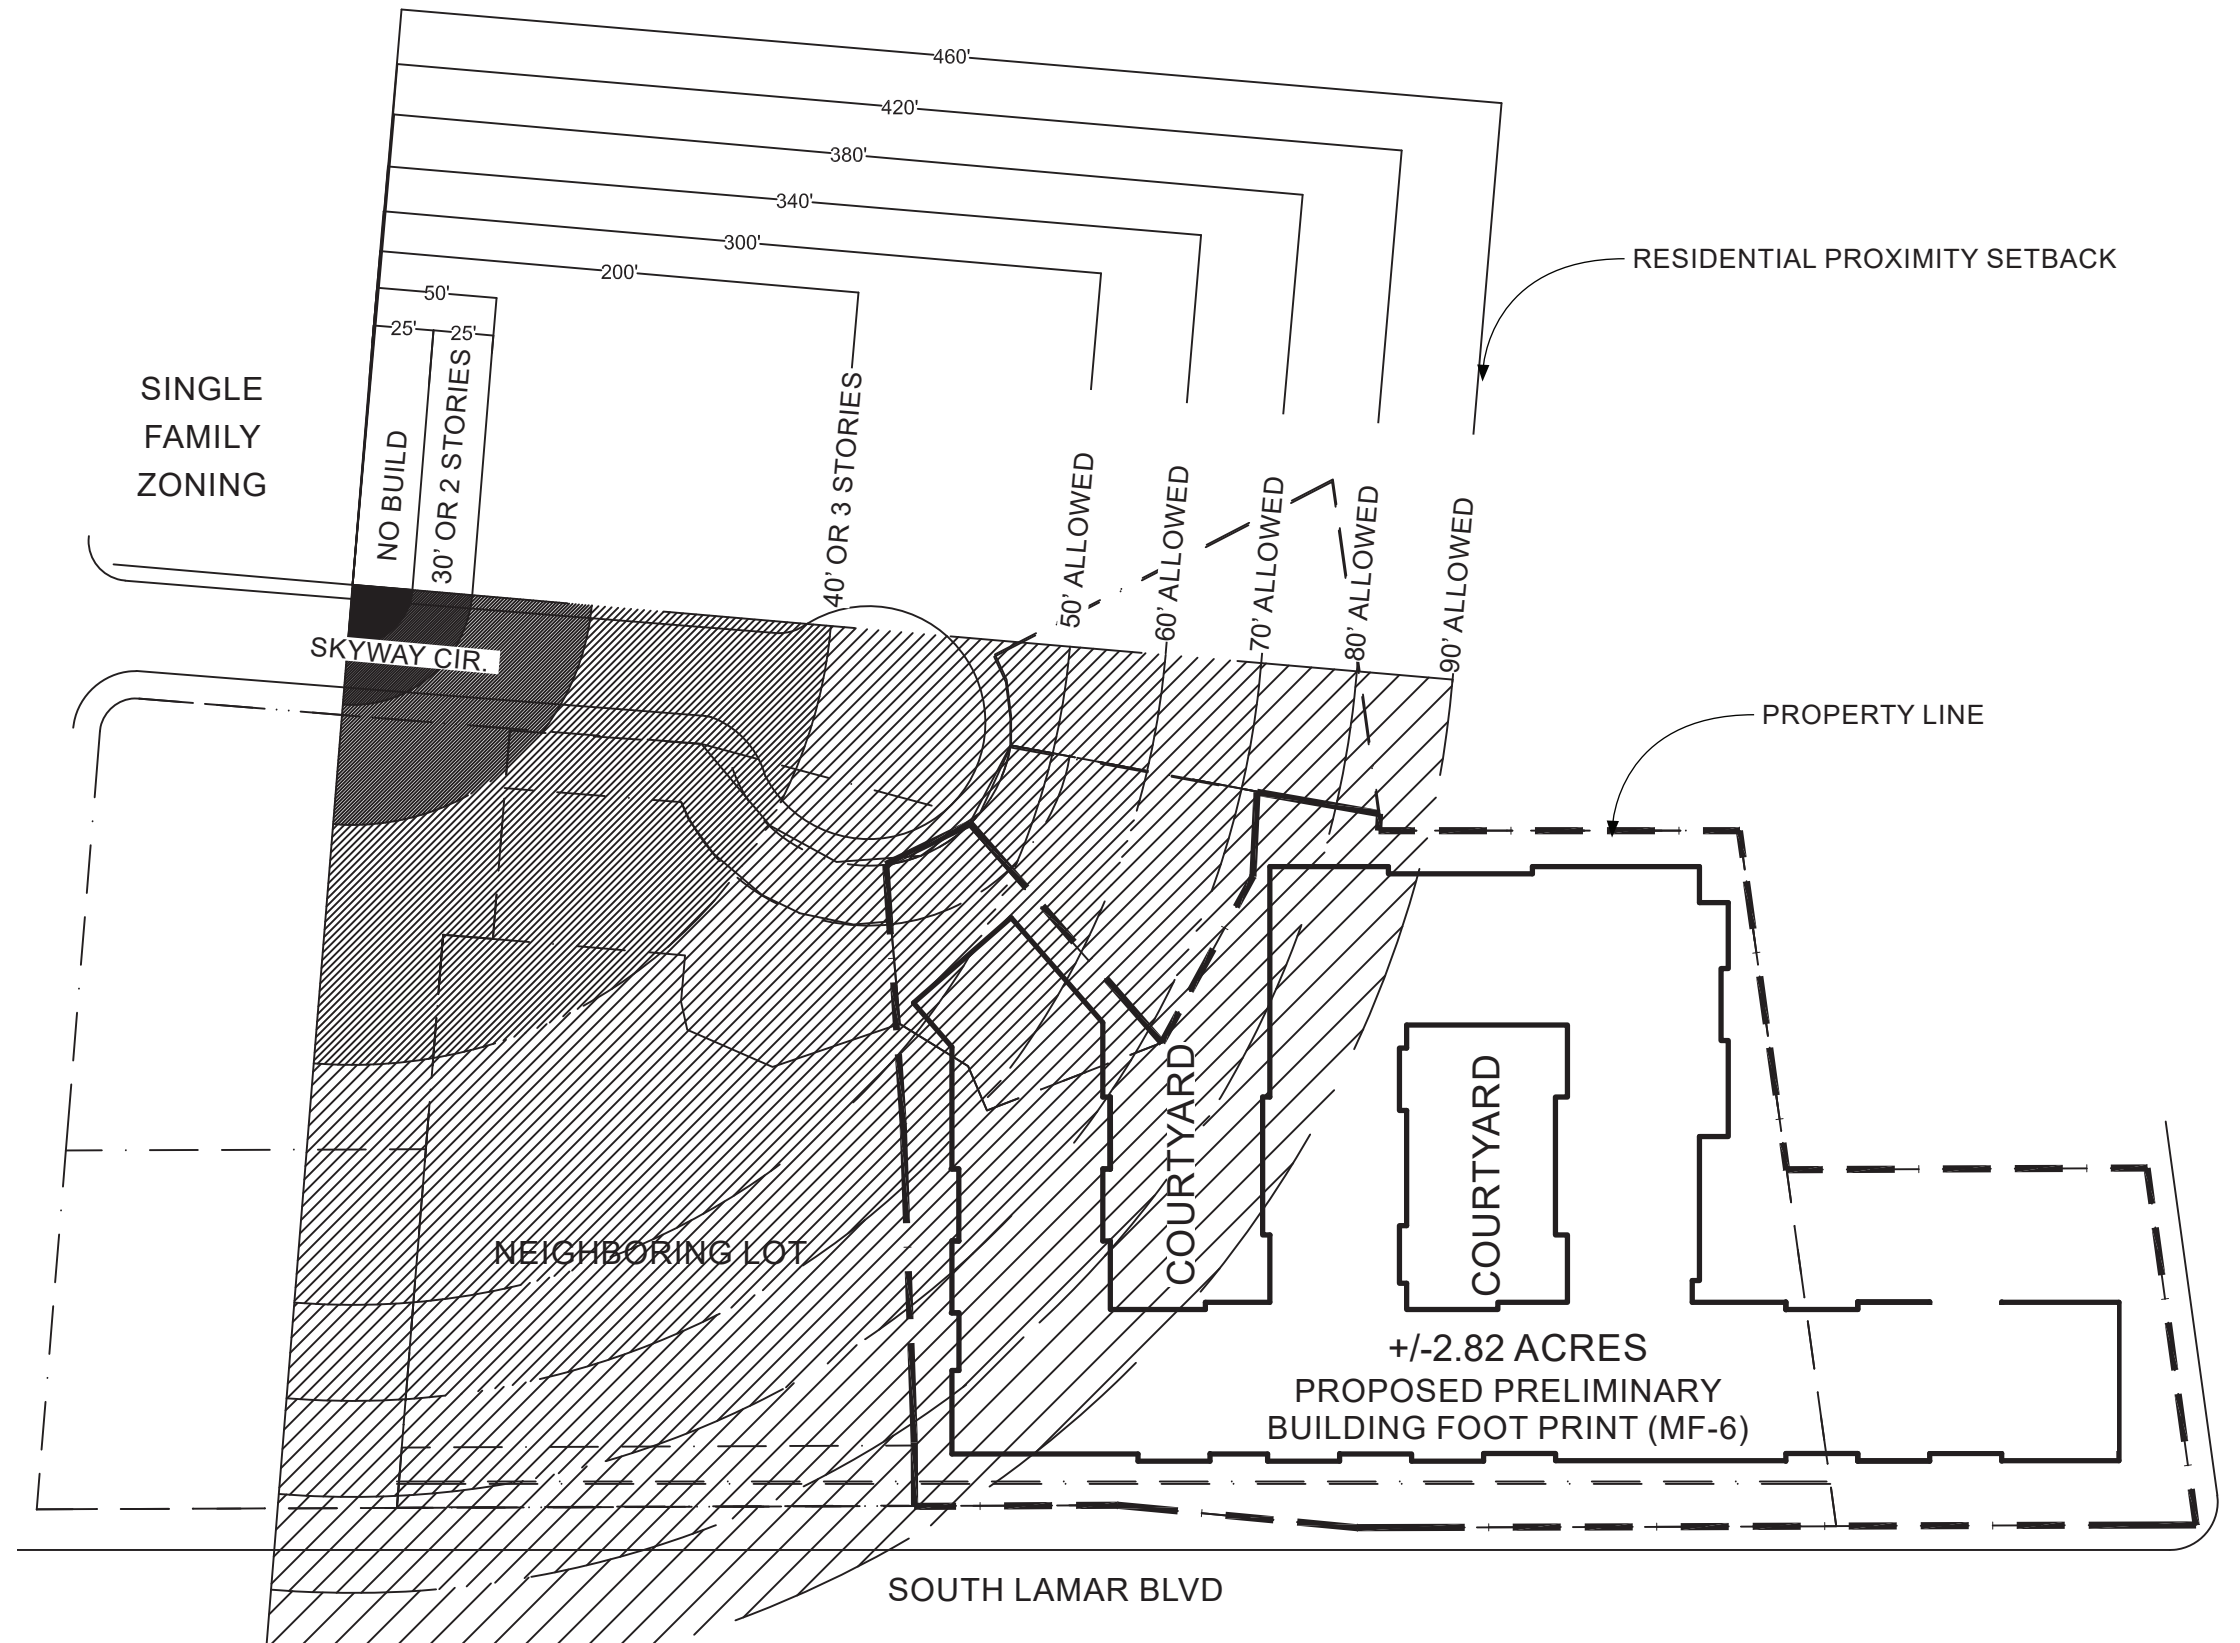 460'
420'
380'
340'
300'
200'
50'
25'
25'
RESIDENTIAL PROXIMITY SETBACK
SINGLE
FAMILY
ZONING
NO BUILD
30’ OR 2 STORIES
40’ OR 3 STORIES
50’ ALLOWED
60’ ALLOWED
70’ ALLOWED
80’ ALLOWED
90’ ALLOWED
SKYWAY CIR.
PROPERTY LINE
COURTYARD
COURTYARD
NEIGHBORING LOT
+/-2.82 ACRES
PROPOSED PRELIMINARY
BUILDING FOOT PRINT (MF-6)
SOUTH LAMAR BLVD